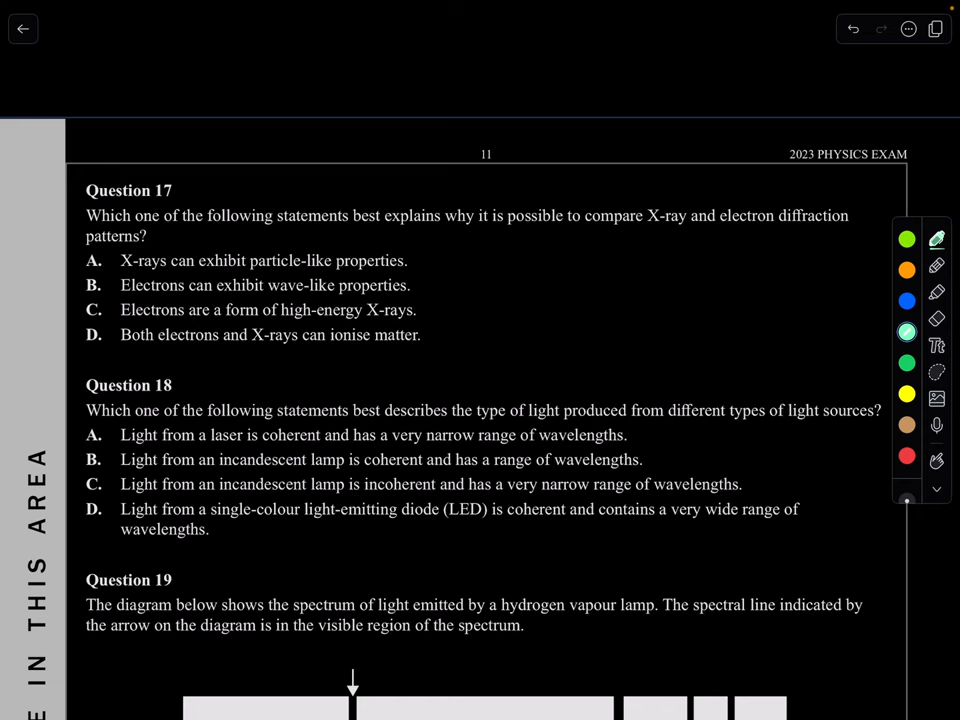 11
2023 PHYSICS EXAM
Question 17
Which one of the following statements best explains why it is possible to compare X-ray and electron diffraction
patterns?
A. X-rays can exhibit particle-like properties.
B. Electrons can exhibit wave-like properties.
C. Electrons are a form of high-energy X-rays.
D. Both electrons and X-rays can ionise matter.
Question 18
Which one of the following statements best describes the type of light produced from different types of light sources?
A. Light from a laser is coherent and has a very narrow range of wavelengths.
B. Light from an incandescent lamp is coherent and has a range of wavelengths.
C. Light from an incandescent lamp is incoherent and has a very narrow range of wavelengths.
D. Light from a single-colour light-emitting diode (LED) is coherent and contains a very wide range of
wavelengths.
Question 19
The diagram below shows the spectrum of light emitted by a hydrogen vapour lamp. The spectral line indicated by
the arrow on the diagram is in the visible region of the spectrum.
IN THIS AREA
Tt